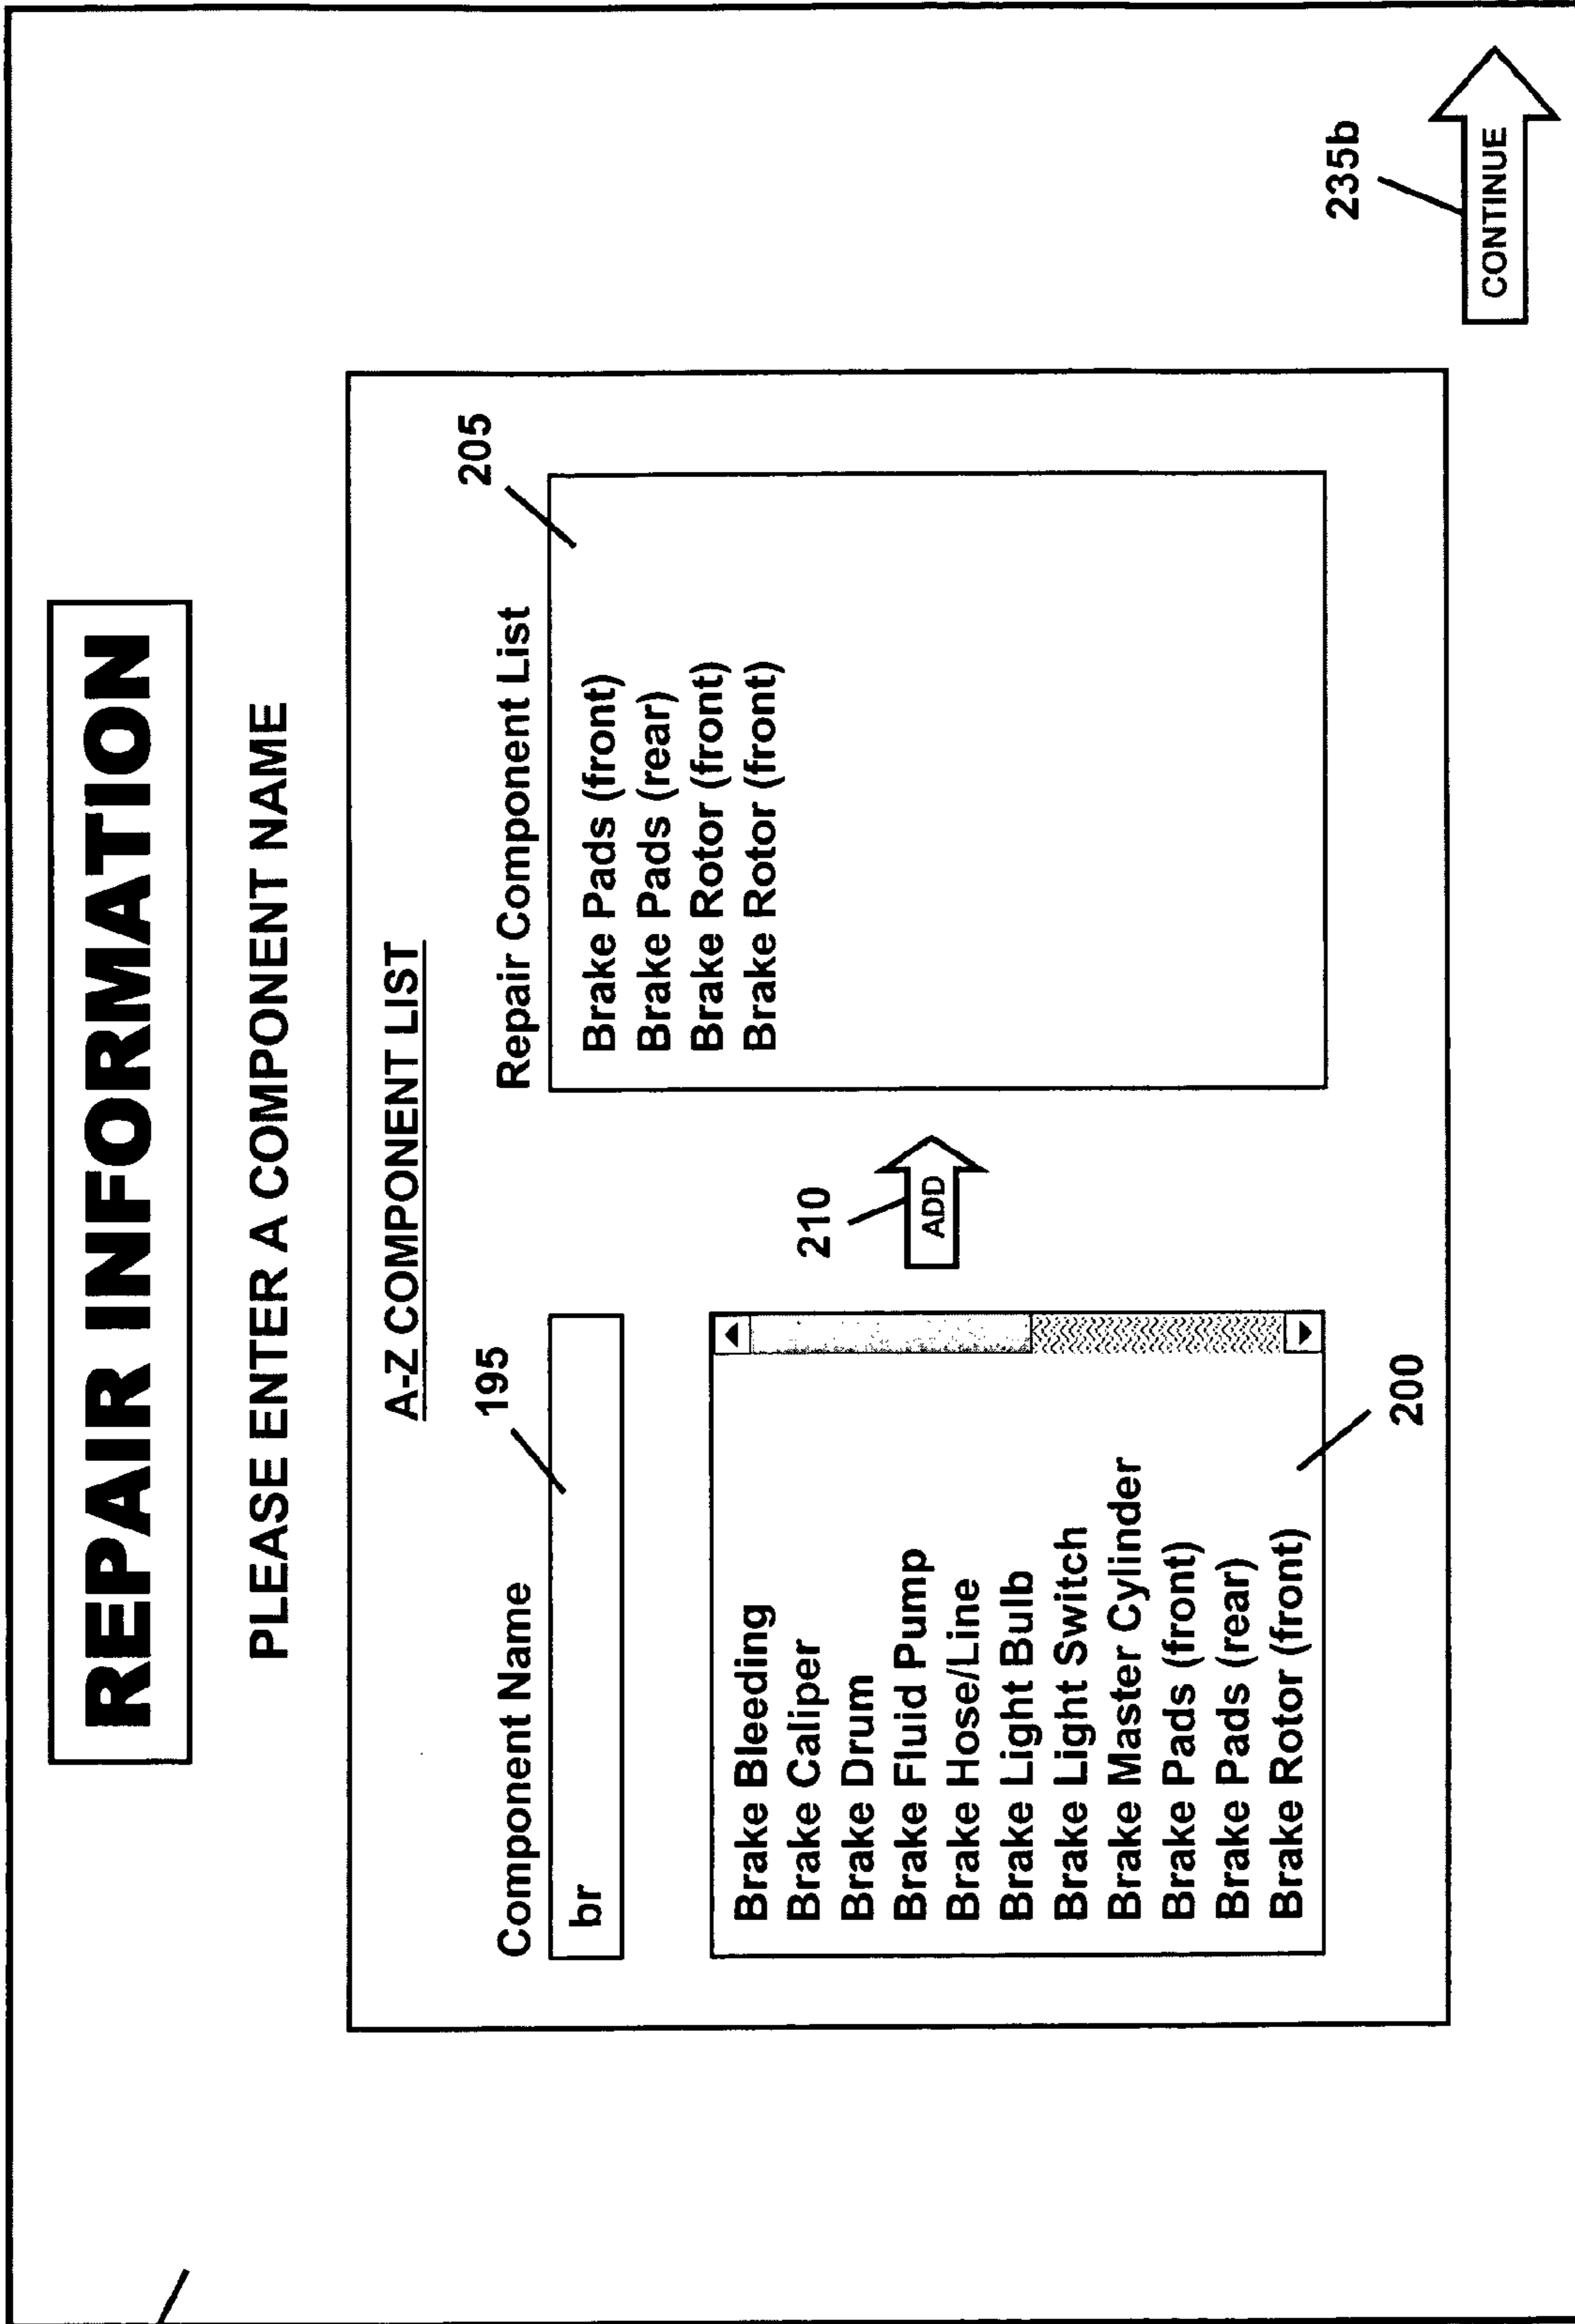 REPAIR INFORMATION
PLEASE ENTER A COMPONENT NAME
A-Z COMPONENT LIST
Component Name
195
br
Brake Bleeding
Brake Caliper
Brake Drum
Brake Fluid Pump
Brake Hose/Line
Brake Light Bulb
Brake Light Switch
Brake Master Cylinder
Brake Pads (front)
Brake Pads (rear)
Brake Rotor (front)
200
210
ADD
Repair Component List
205
Brake Pads (front)
Brake Pads (rear)
Brake Rotor (front)
Brake Rotor (front)
235b
CONTINUE